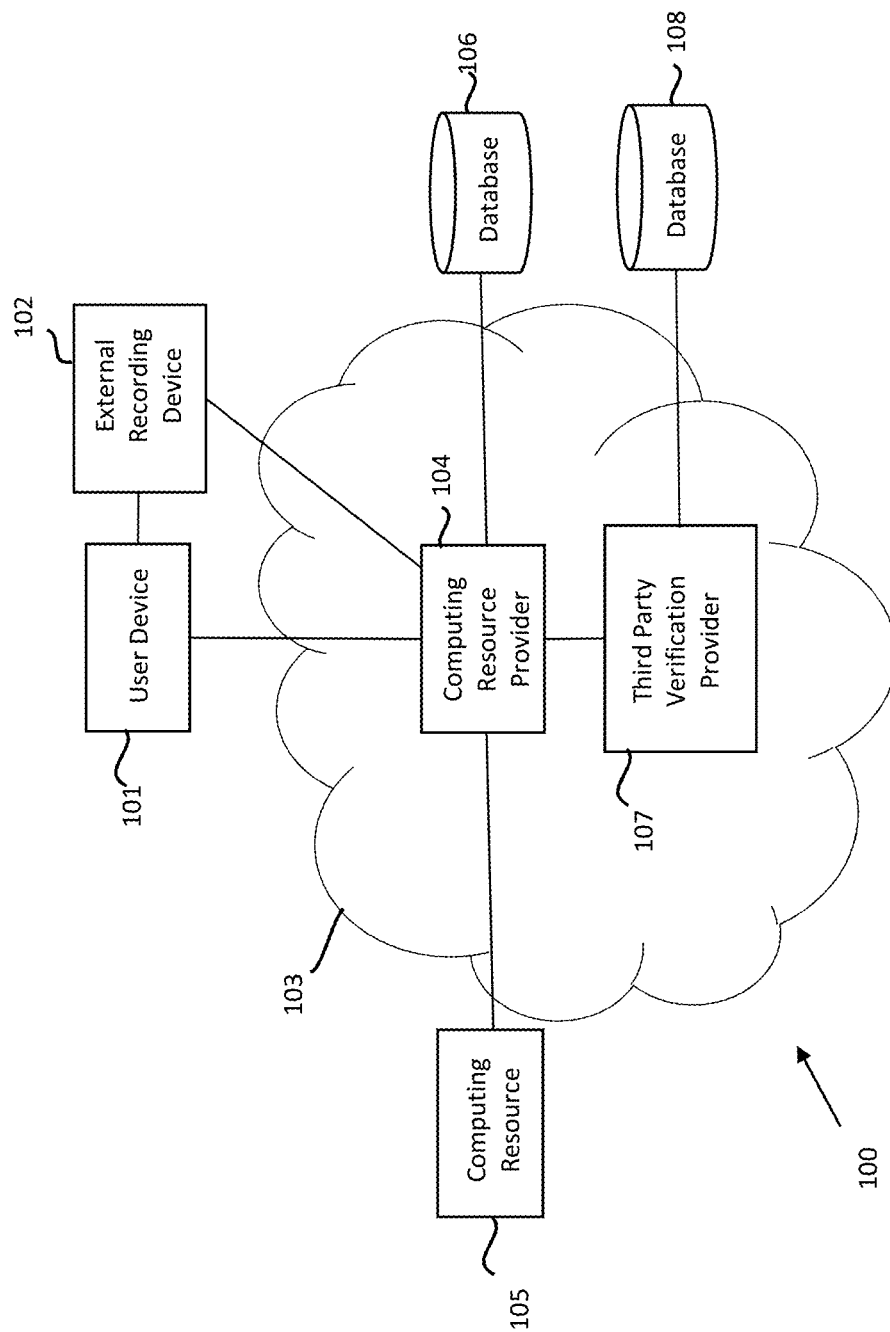 102
External
Recording
Device
User Device
101
106
Database
104
Computing
Resource
Provider
103
Computing
Resource
105
108
Database
Third Party
Verification
Provider
107
100